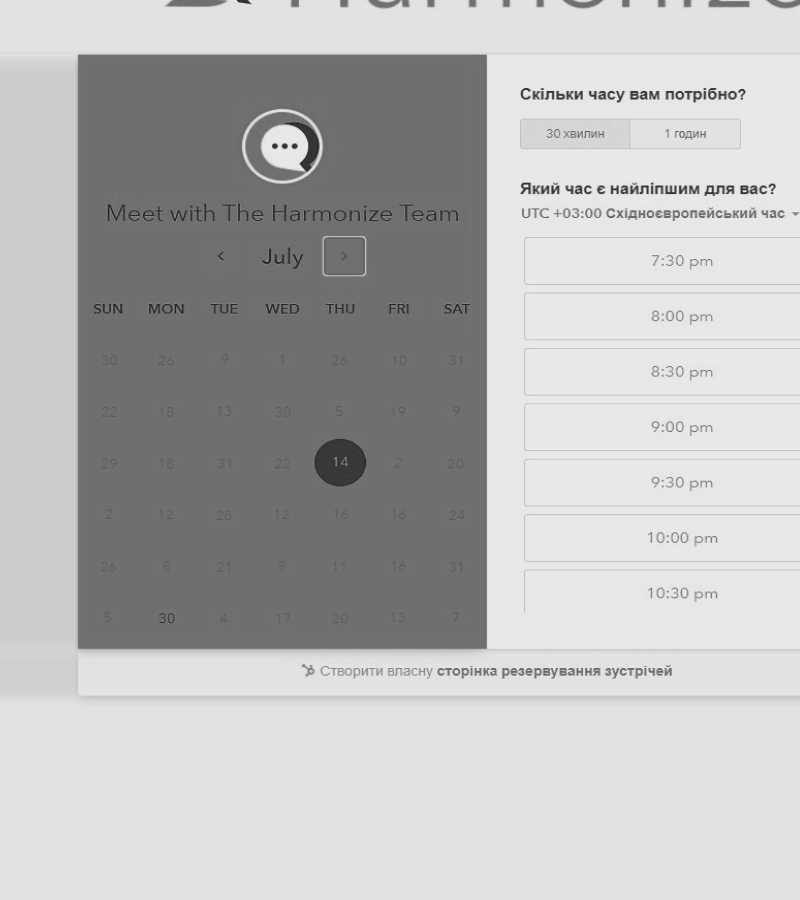 Harmonize
Meet with The Harmonize Team
July
SUN MON TUE WED THU FRI SAT
30 26 9 1 26 10 31
22 18 13 30 5 19 9
29 18 31 22 14 2 20
2 12 28 12 16 16 24
26 8 21 8 11 16 31
5 30 4 17 20 13 7
Скільки часу вам потрібно?
30 хвилин 1 годин
Який час є найліпшим для вас?
UTC +03:00 Східноєвропейський час
7:30 pm
8:00 pm
8:30 pm
9:00 pm
9:30 pm
10:00 pm
10:30 pm
Створити власну сторінка резервування зустрічей